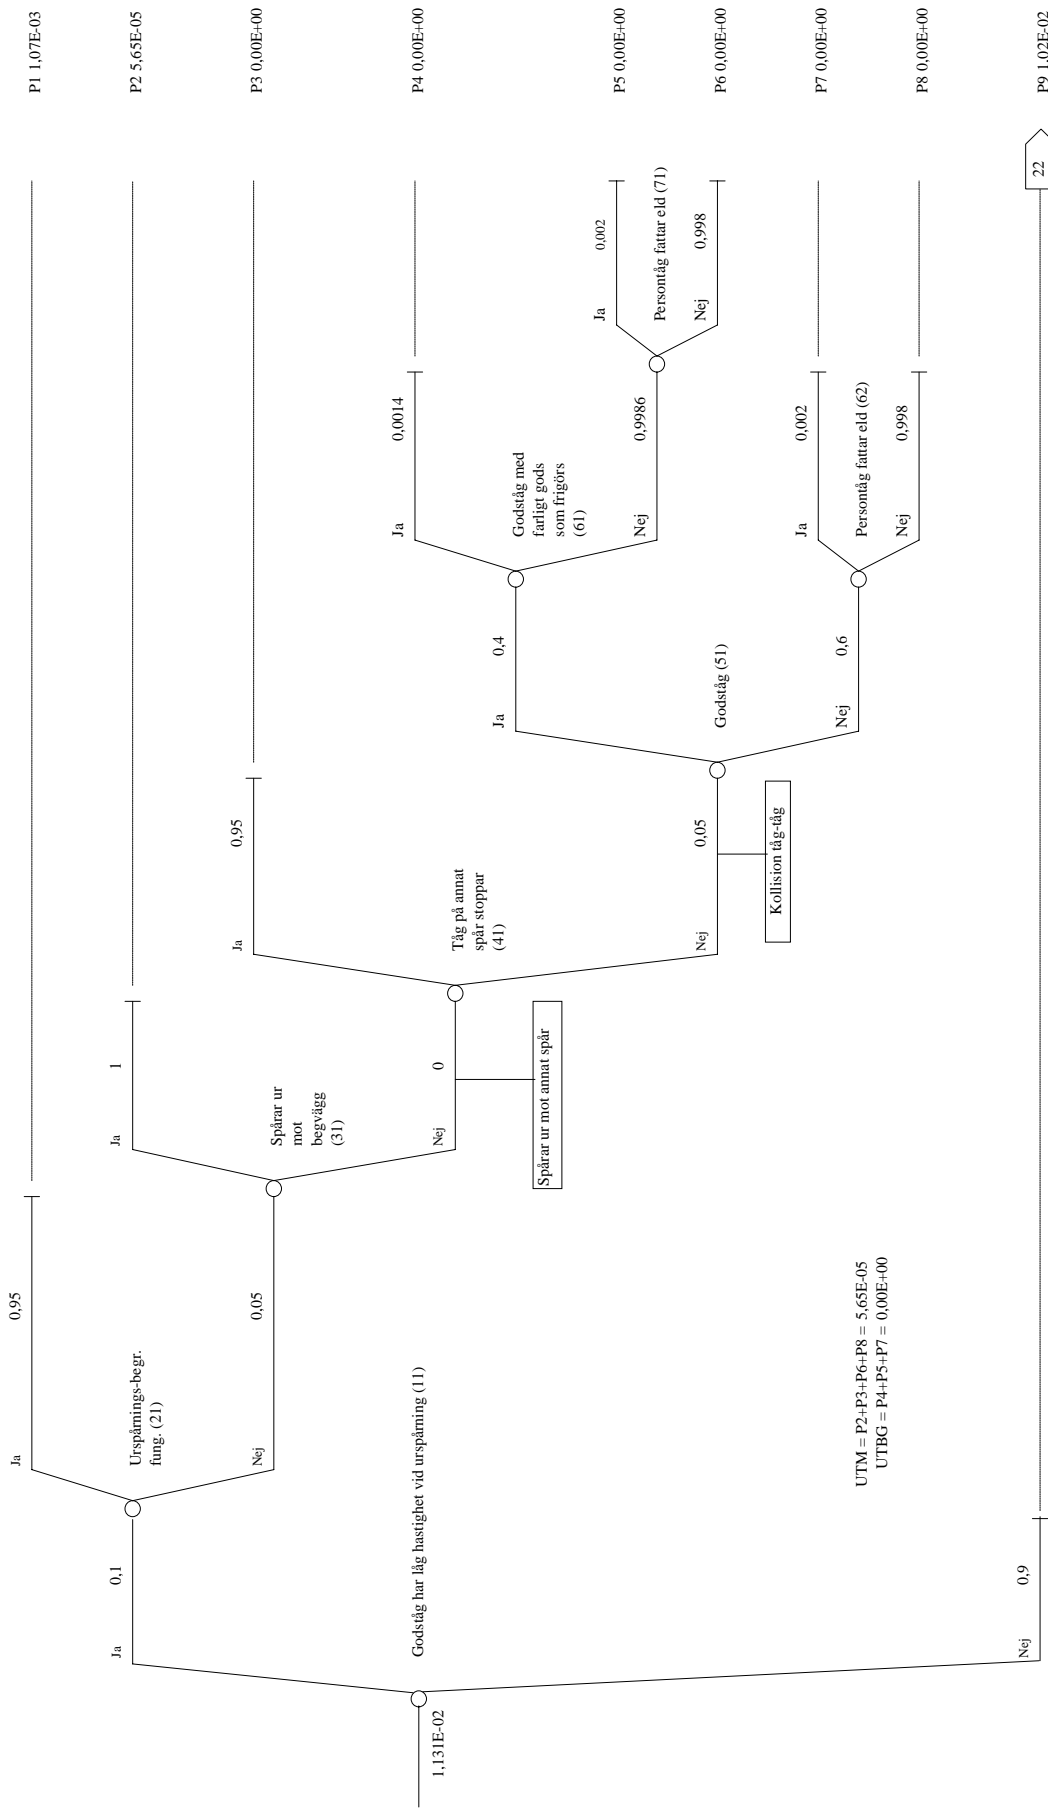 1,131E-02
Godståg har låg hastighet vid urspårning (11)
Ja
0,1
Nej
0,9
Urspårnings-begr.
fung. (21)
Ja
0,95
Nej
0,05
Spårar ur
mot
begvägg
(31)
Ja
1
Nej
0
Spårar ur mot annat spår
Tåg på annat
spår stoppar
(41)
Ja
0,95
Nej
0,05
Kollision tåg-tåg
Godståg (51)
Ja
0,4
Nej
0,6
Godståg med
farligt gods
som frigörs
(61)
Ja
0,0014
Nej
0,9986
Persontåg fattar eld (62)
Ja
0,002
Nej
0,998
Persontåg fattar eld (71)
Ja
0,002
Nej
0,998
22
P1 1,07E-03
P2 5,65E-05
P3 0,00E+00
P4 0,00E+00
P5 0,00E+00
P6 0,00E+00
P7 0,00E+00
P8 0,00E+00
P9 1,02E-02
UTM = P2+P3+P6+P8 = 5,65E-05
UTBG = P4+P5+P7 = 0,00E+00